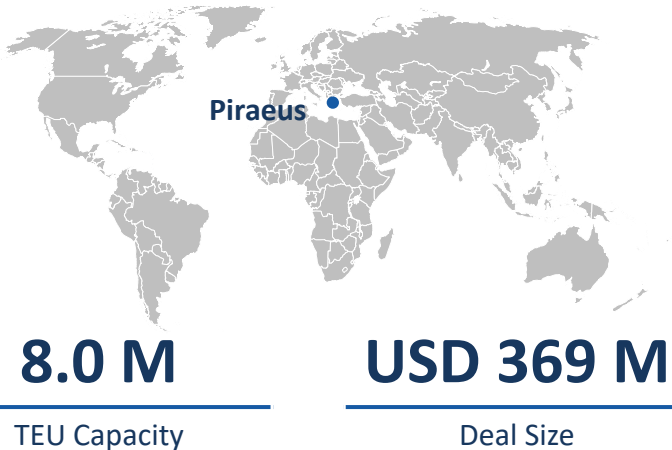 Piraeus
8.0 M
USD 369 M
TEU Capacity
Deal Size